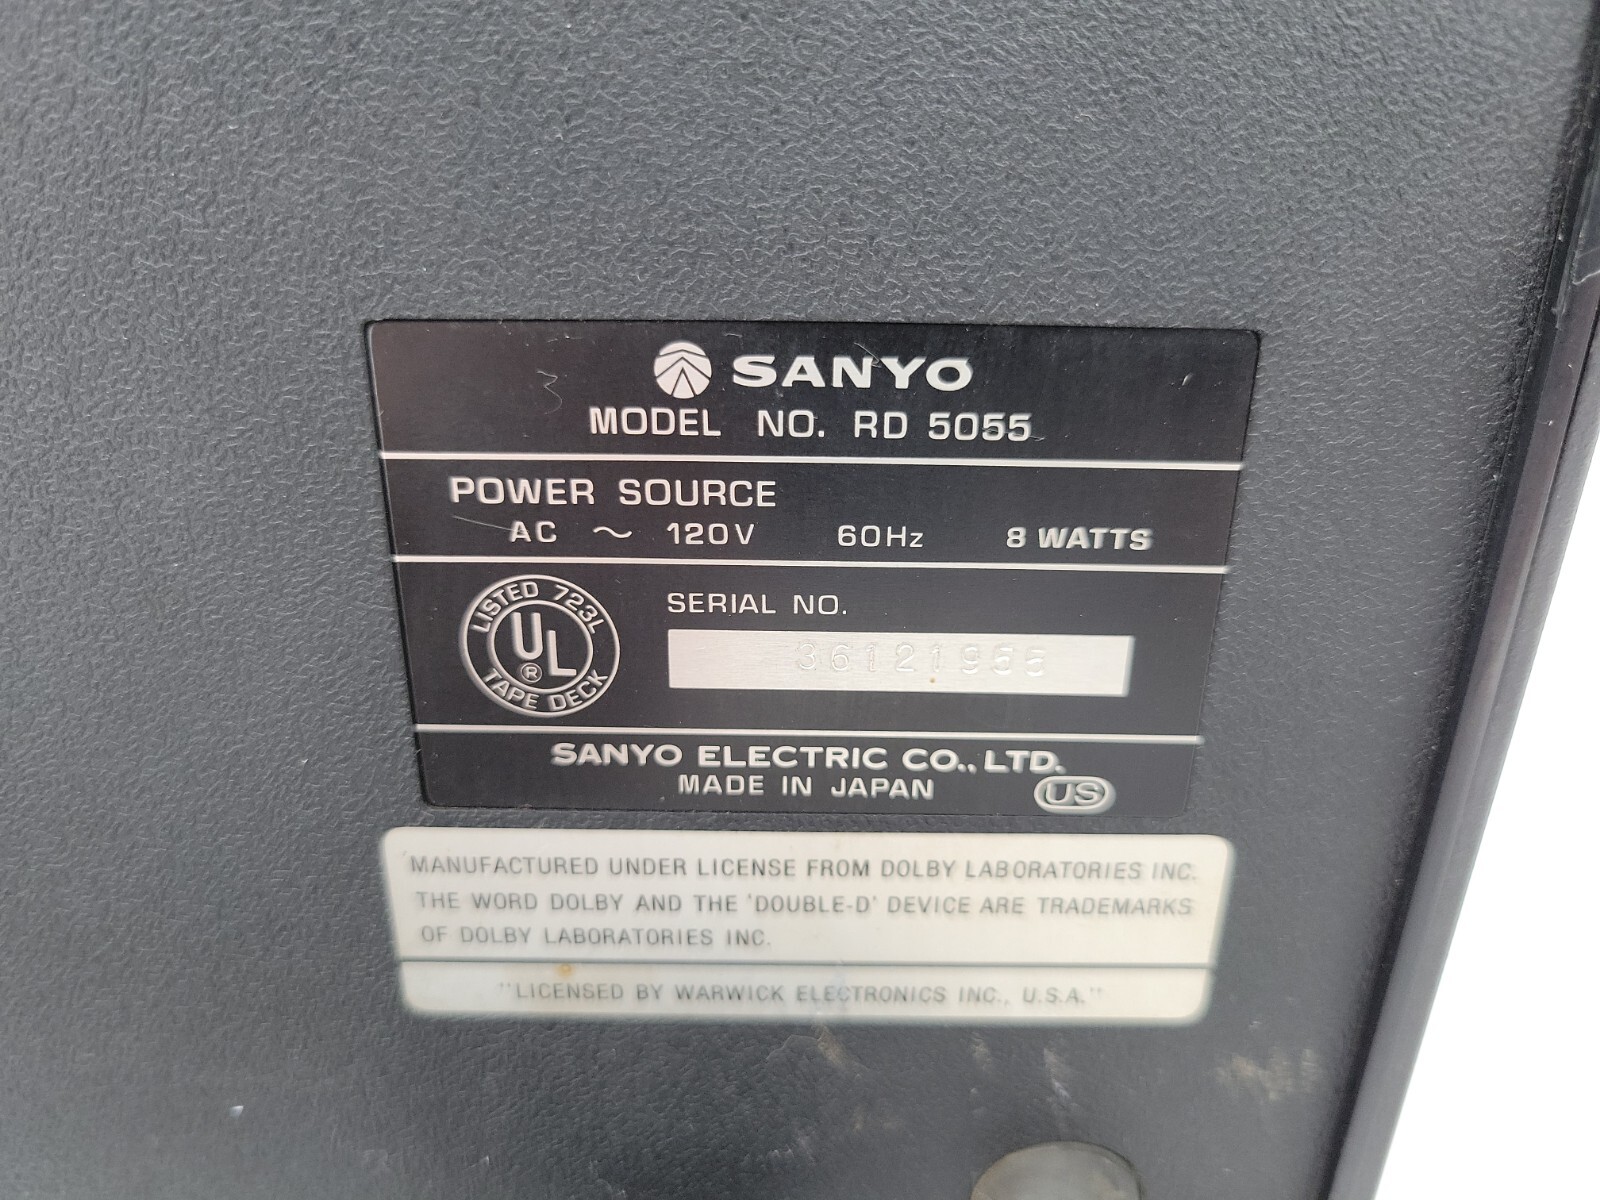 SANYO
MODEL NO. RD 5055
POWER SOURCE
AC ~ 120V 60Hz 8 WATTS
LISTED 723L
UL
®
TAPE DECK
SERIAL NO.
36121955
SANYO ELECTRIC CO., LTD.
MADE IN JAPAN
US
MANUFACTURED UNDER LICENSE FROM DOLBY LABORATORIES INC.
THE WORD DOLBY AND THE 'DOUBLE-D' DEVICE ARE TRADEMARKS
OF DOLBY LABORATORIES INC.
"LICENSED BY WARWICK ELECTRONICS INC., U.S.A."